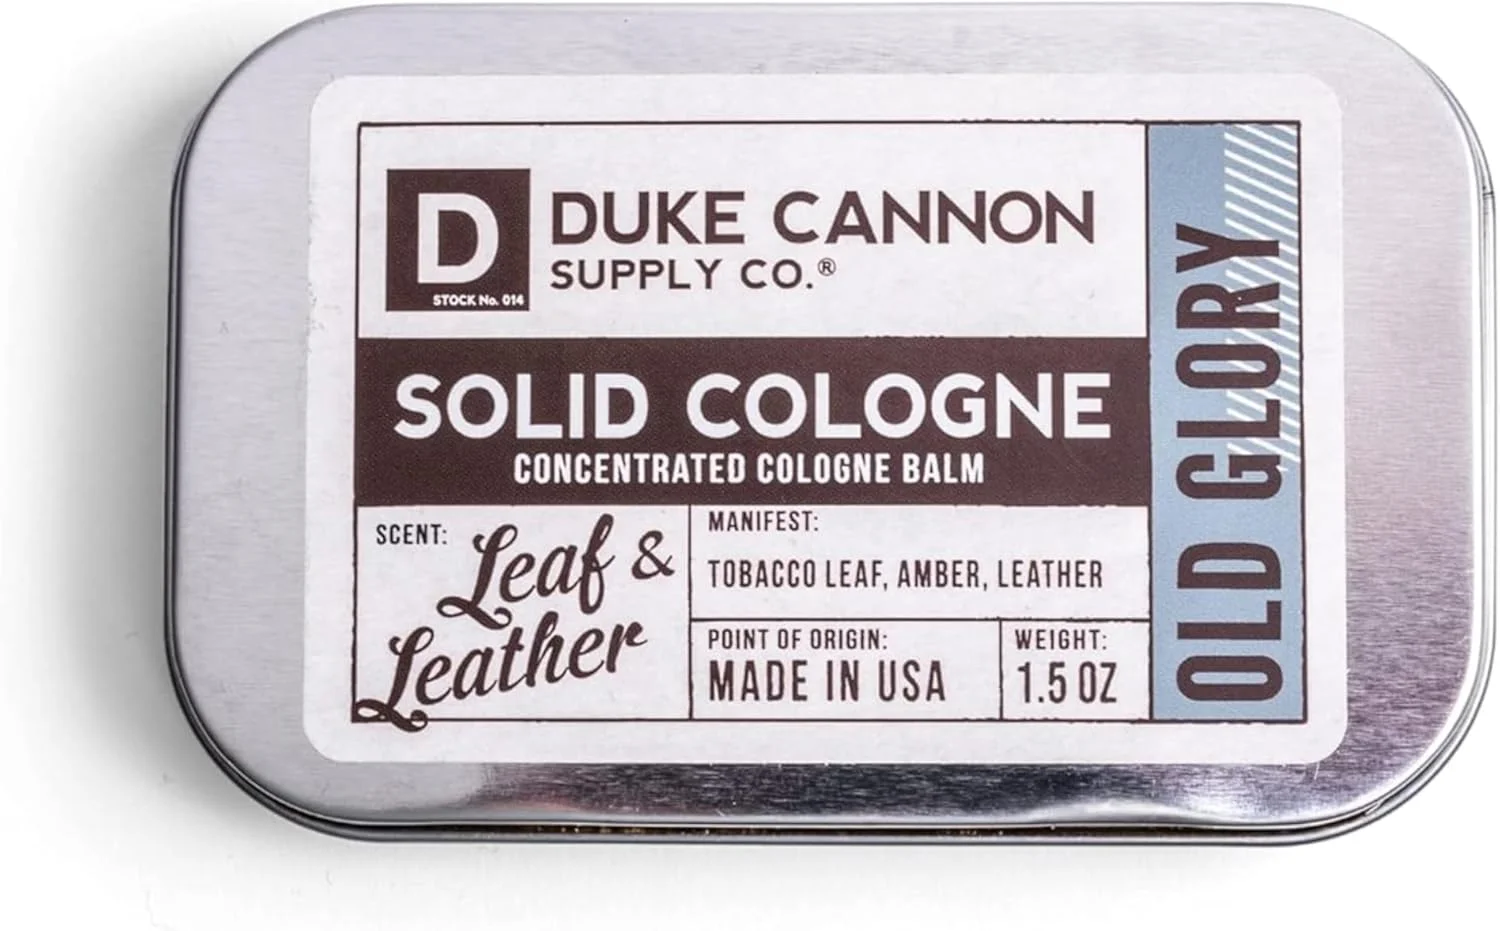 D
STOCK No. 014
DUKE CANNON
SUPPLY CO.®
SOLID COLOGNE
CONCENTRATED COLOGNE BALM
SCENT:
Leaf &
Leather
MANIFEST:
TOBACCO LEAF, AMBER, LEATHER
POINT OF ORIGIN:
MADE IN USA
WEIGHT:
1.5 OZ
OLD GLORY